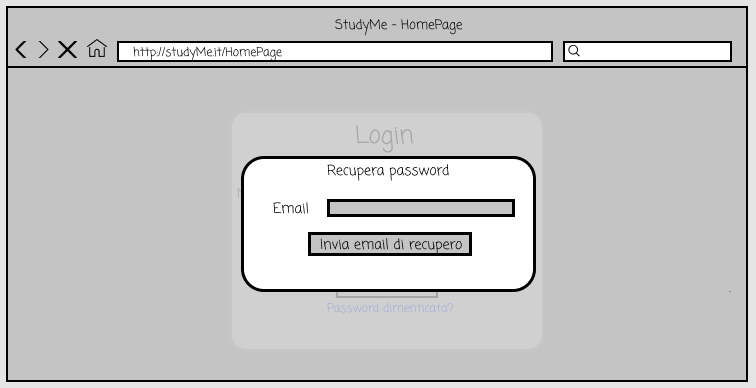 StudyMe - HomePage
http://studyMe.it/HomePage
Login
Recupera password
Email
Invia email di recupero
Password dimenticata?